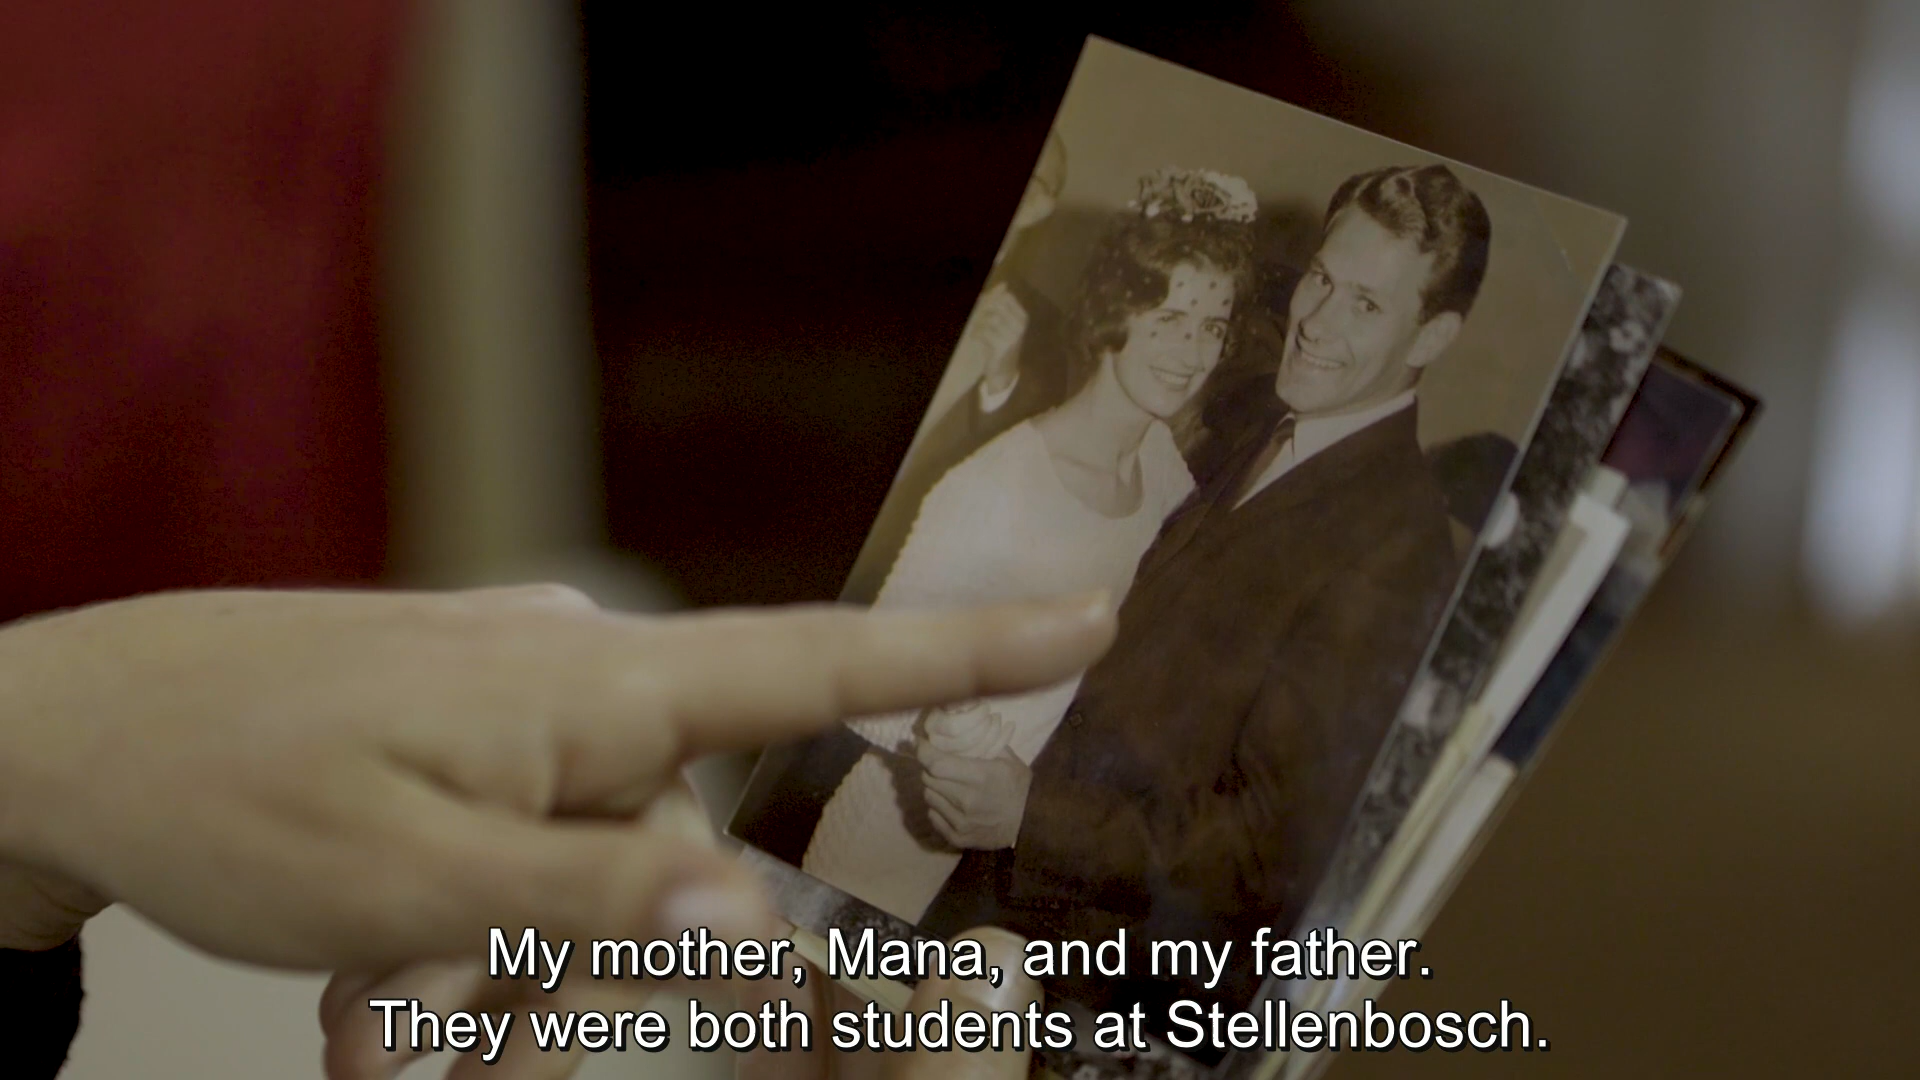 My mother, Mana, and my father.
They were both students at Stellenbosch.